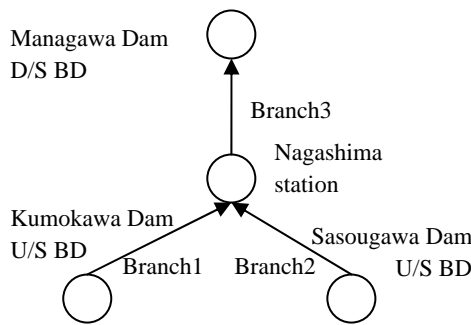 Managawa Dam
D/S BD
Branch3
Nagashima
station
Kumokawa Dam
U/S BD
Sasougawa Dam
U/S BD
Branch1
Branch2